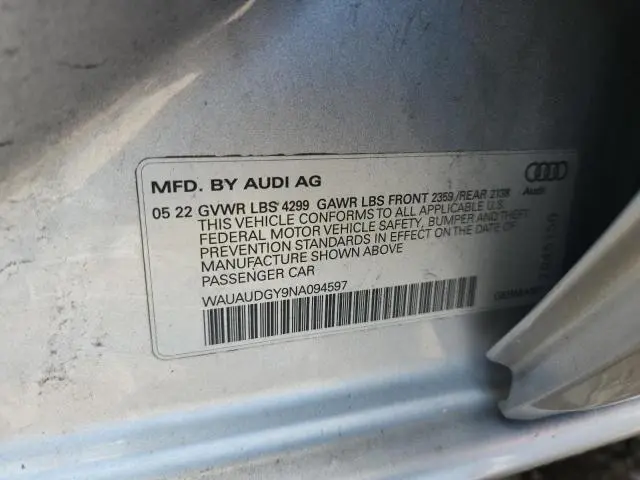 MFD. BY AUDI AG
Audi
05 22 GVWR LBS 4299 GAWR LBS FRONT 2359/REAR 2138
THIS VEHICLE CONFORMS TO ALL APPLICABLE U.S.
FEDERAL MOTOR VEHICLE SAFETY, BUMPER AND THEFT
PREVENTION STANDARDS IN EFFECT ON THE DATE OF
MANUFACTURE SHOWN ABOVE
PASSENGER CAR
WAUAUDGY9NA094597